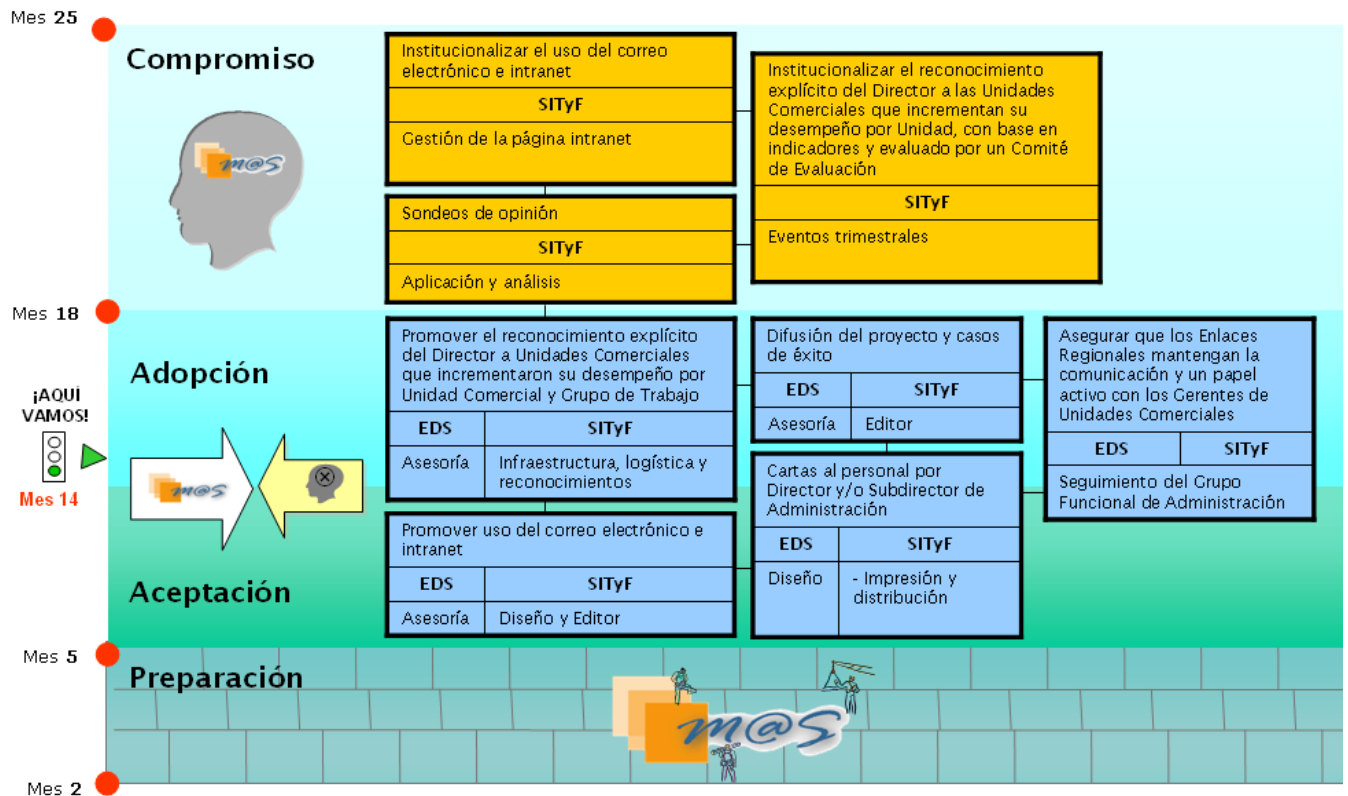 Mes 25
Compromiso
m@s
Institucionalizar el uso del correo
electrónico e intranet
SITyF
Gestión de la página intranet
Institucionalizar el reconocimiento
explícito del Director a las Unidades
Comerciales que incrementan su
desempeño por Unidad, con base en
indicadores y evaluado por un Comité
de Evaluación
SITyF
Eventos trimestrales
Sondeos de opinión
SITyF
Aplicación y análisis
Mes 18
Adopción
¡AQUÍ
VAMOS!
Mes 14
m@s
Promover el reconocimiento explícito
del Director a Unidades Comerciales
que incrementaron su desempeño por
Unidad Comercial y Grupo de Trabajo
EDS SITyF
Asesoría Infraestructura, logística y
reconocimientos
Difusión del proyecto y casos
de éxito
EDS SITyF
Asesoría Editor
Asegurar que los Enlaces
Regionales mantengan la
comunicación y un papel
activo con los Gerentes de
Unidades Comerciales
EDS SITyF
Seguimiento del Grupo
Funcional de Administración
Aceptación
Promover uso del correo electrónico e
intranet
EDS SITyF
Asesoría Diseño y Editor
Cartas al personal por
Director y/o Subdirector de
Administración
EDS SITyF
Diseño - Impresión y
distribución
Mes 5
Preparación
m@s
Mes 2